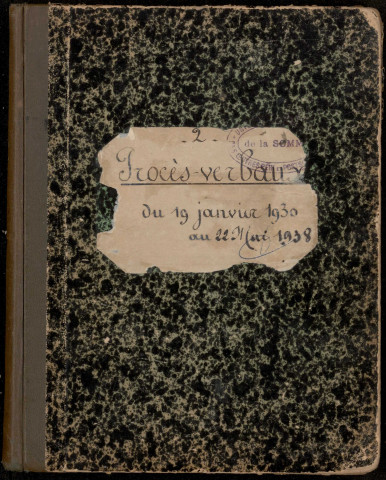 2.
de la SOMME
Procès-verbaux
du 19 janvier 1930
au 22 Mai 1938